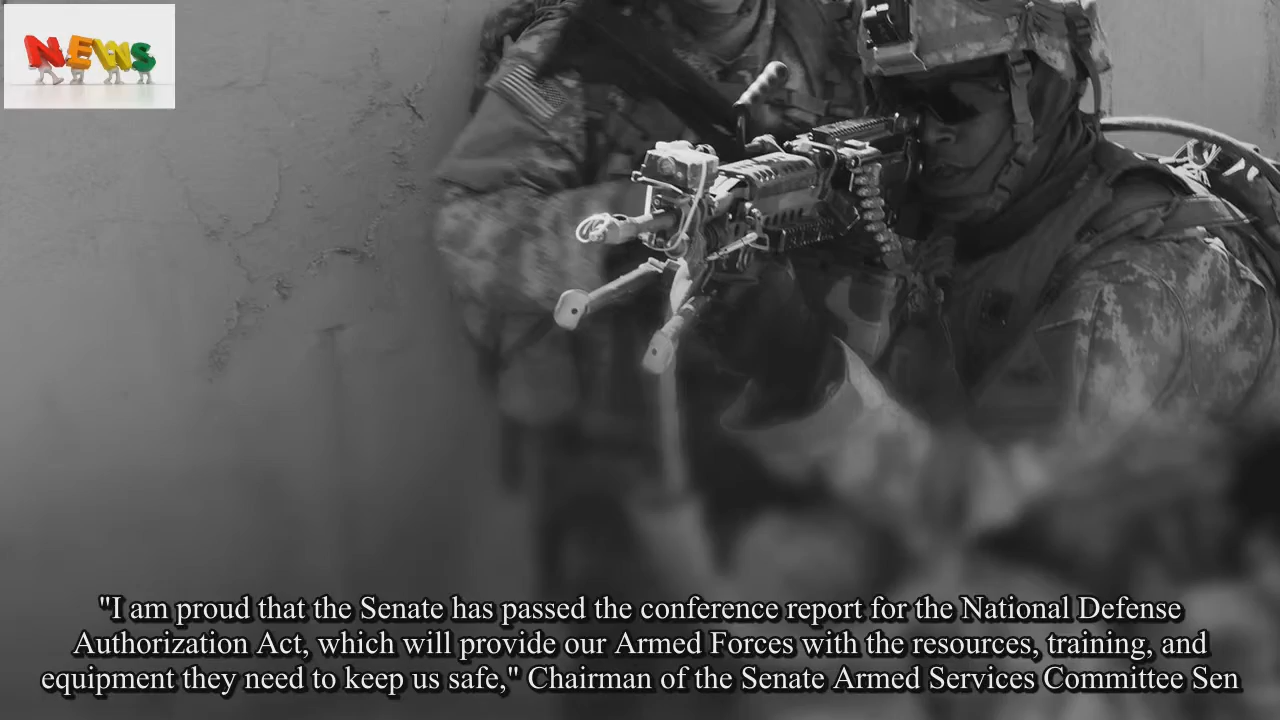 NEWS
"I am proud that the Senate has passed the conference report for the National Defense
Authorization Act, which will provide our Armed Forces with the resources, training, and
equipment they need to keep us safe," Chairman of the Senate Armed Services Committee Sen